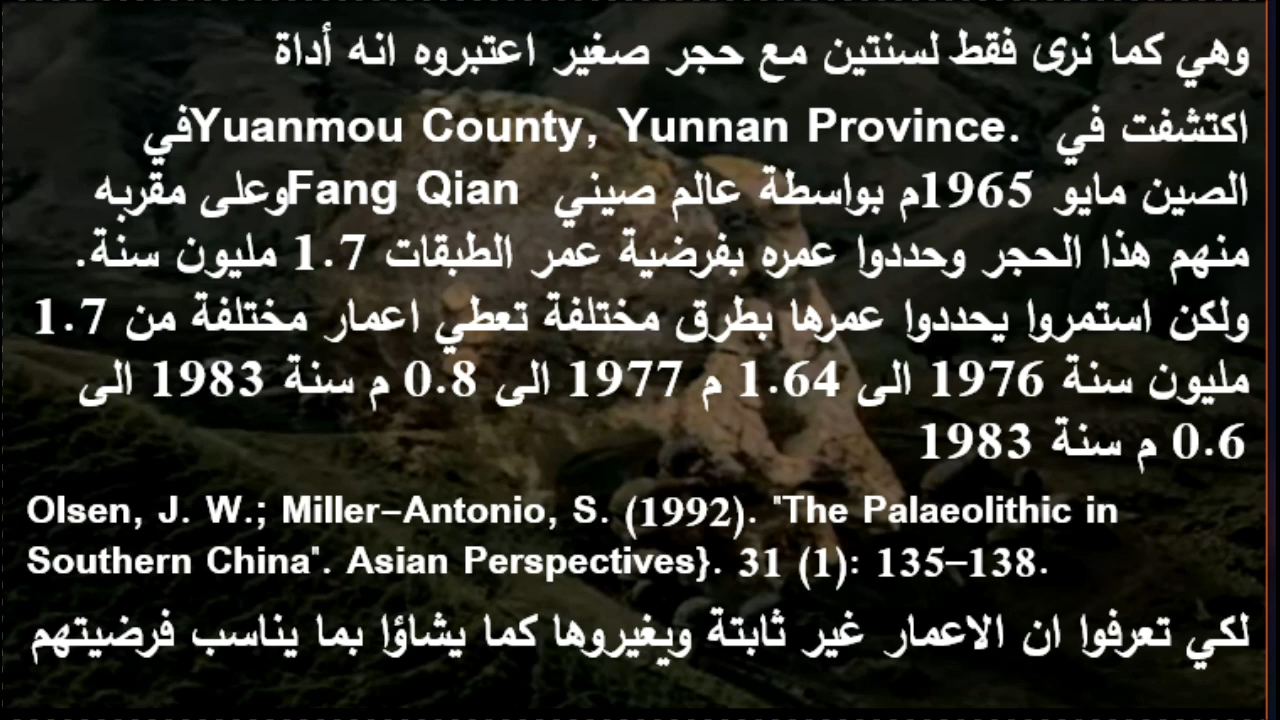 وهي كما نرى فقط لسنتين مع حجر صغير اعتبروه انه أداة
اكتشفت في Yuanmou County, Yunnan Province. في
الصين مايو 1965م بواسطة عالم صيني Fang Qian وعلى مقربه
منهم هذا الحجر وحددوا عمره بفرضية عمر الطبقات 1.7 مليون سنة.
ولكن استمروا يحددوا عمرها بطرق مختلفة تعطي اعمار مختلفة من 1.7
مليون سنة 1976 الى 1.64 م 1977 الى 0.8 م سنة 1983 الى
0.6 م سنة 1983
Olsen, J. W.; Miller–Antonio, S. (1992). "The Palaeolithic in
Southern China". Asian Perspectives}. 31 (1): 135–138.
لكي تعرفوا ان الاعمار غير ثابتة ويغيروها كما يشاؤا بما يناسب فرضيتهم